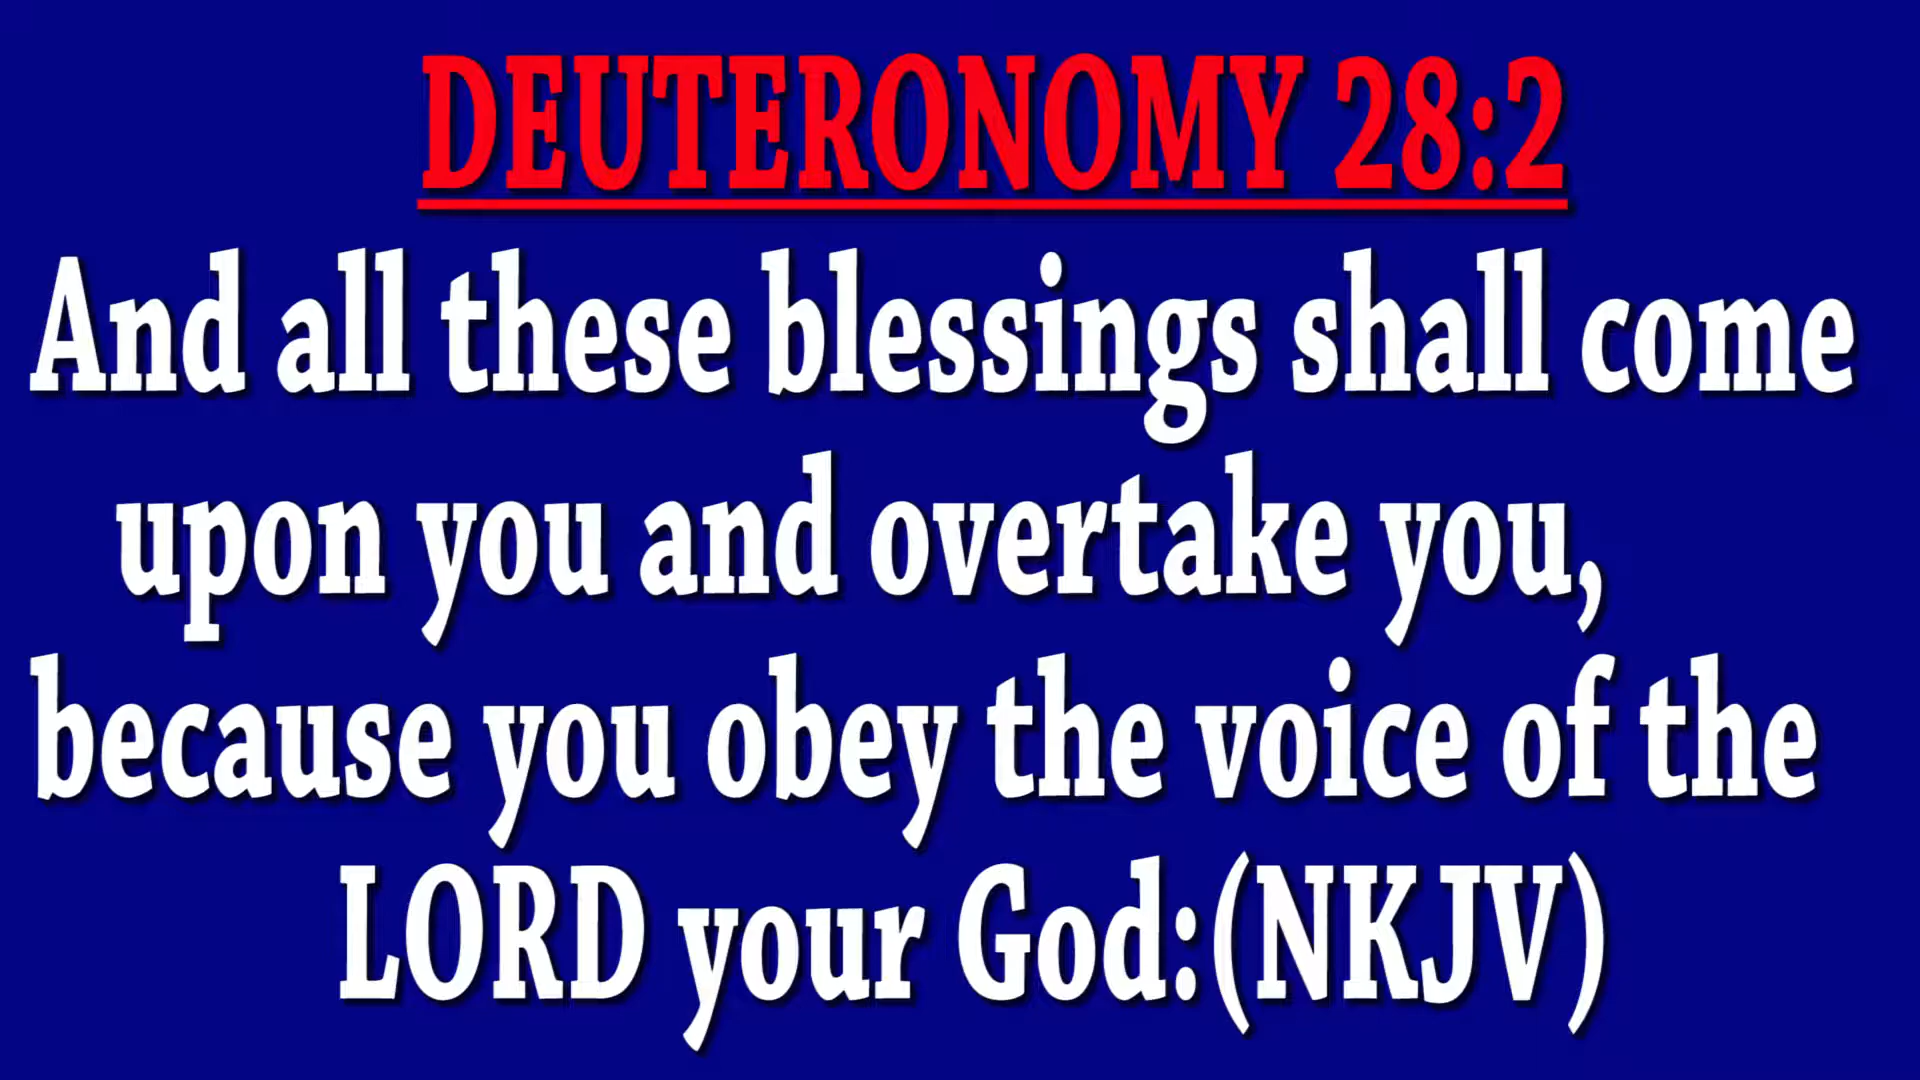 DEUTERONOMY 28:2
And all these blessings shall come
upon you and overtake you,
because you obey the voice of the
LORD your God:(NKJV)